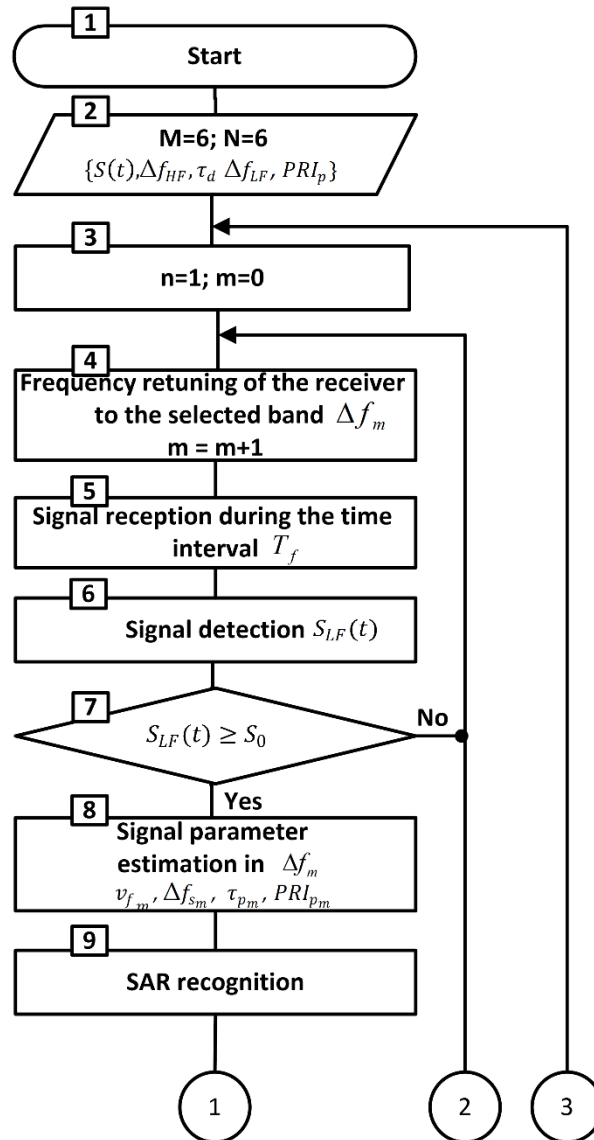 1
Start
2
M=6; N=6
{S(t),Δf_HF, τ_d Δf_LF, PRI_p}
3
n=1; m=0
4
Frequency retuning of the receiver
to the selected band Δf_m
m = m+1
5
Signal reception during the time
interval T_f
6
Signal detection S_LF(t)
7
S_LF(t) ≥ S_0
No
Yes
8
Signal parameter
estimation in Δf_m
v_f_m, Δf_s_m, τ_p_m, PRI_p_m
9
SAR recognition
1
2
3